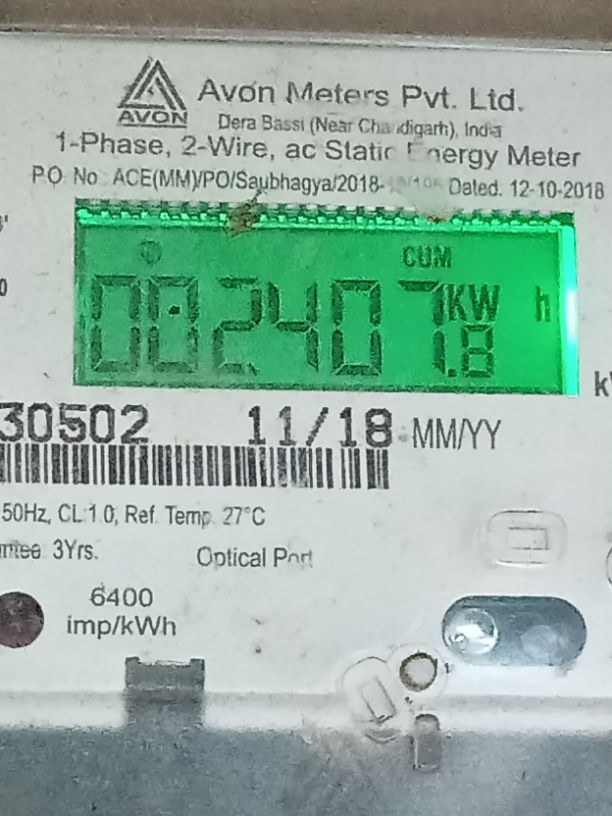 AVON
Avon Meters Pvt. Ltd.
Dera Bassi (Near Chandigarh), India
1-Phase, 2-Wire, ac Static Energy Meter
P.O. No. ACE(MM)/PO/Saubhagya/2018- Dated. 12-10-2018
CUM
002407.8 KW h
30502 11/18 MM/YY
50Hz, CL:1.0, Ref. Temp. 27°C
3Yrs. Optical Port
6400
imp/kWh